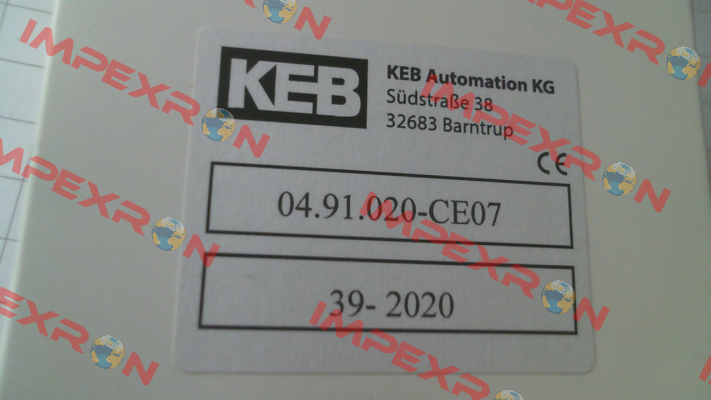 KEB
KEB Automation KG
Südstraße 38
32683 Barntrup
CE
04.91.020-CE07
39- 2020
IMPEXRON
IMPEXRON
IMPEXRON
IMPEXRON
IMPEXRON
IMPEXRON
IMPEXRON
IMPEXRON